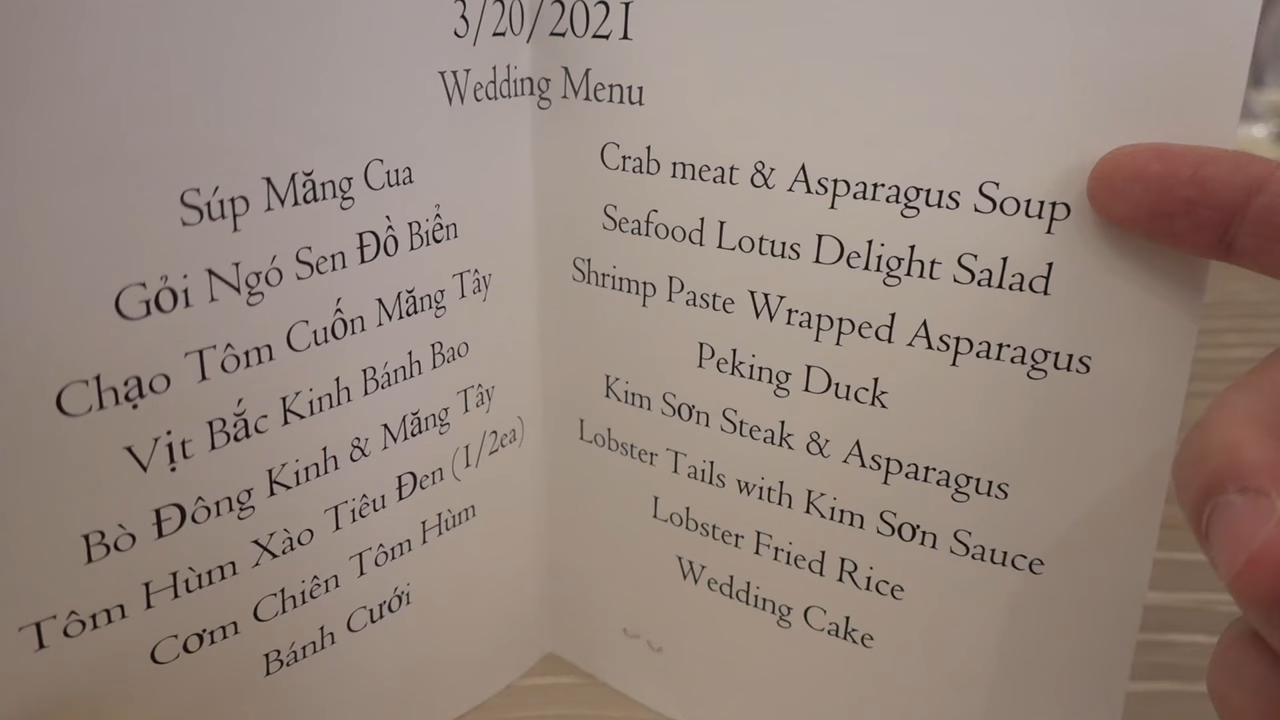 3/20/2021
Wedding Menu
Súp Măng Cua
Gỏi Ngó Sen Đồ Biển
Chạo Tôm Cuốn Măng Tây
Vịt Bắc Kinh Bánh Bao
Bò Đông Kinh & Măng Tây
Tôm Hùm Xào Tiêu Đen (1/2ea)
Cơm Chiên Tôm Hùm
Bánh Cưới
Crab meat & Asparagus Soup
Seafood Lotus Delight Salad
Shrimp Paste Wrapped Asparagus
Peking Duck
Kim Sơn Steak & Asparagus
Lobster Tails with Kim Sơn Sauce
Lobster Fried Rice
Wedding Cake